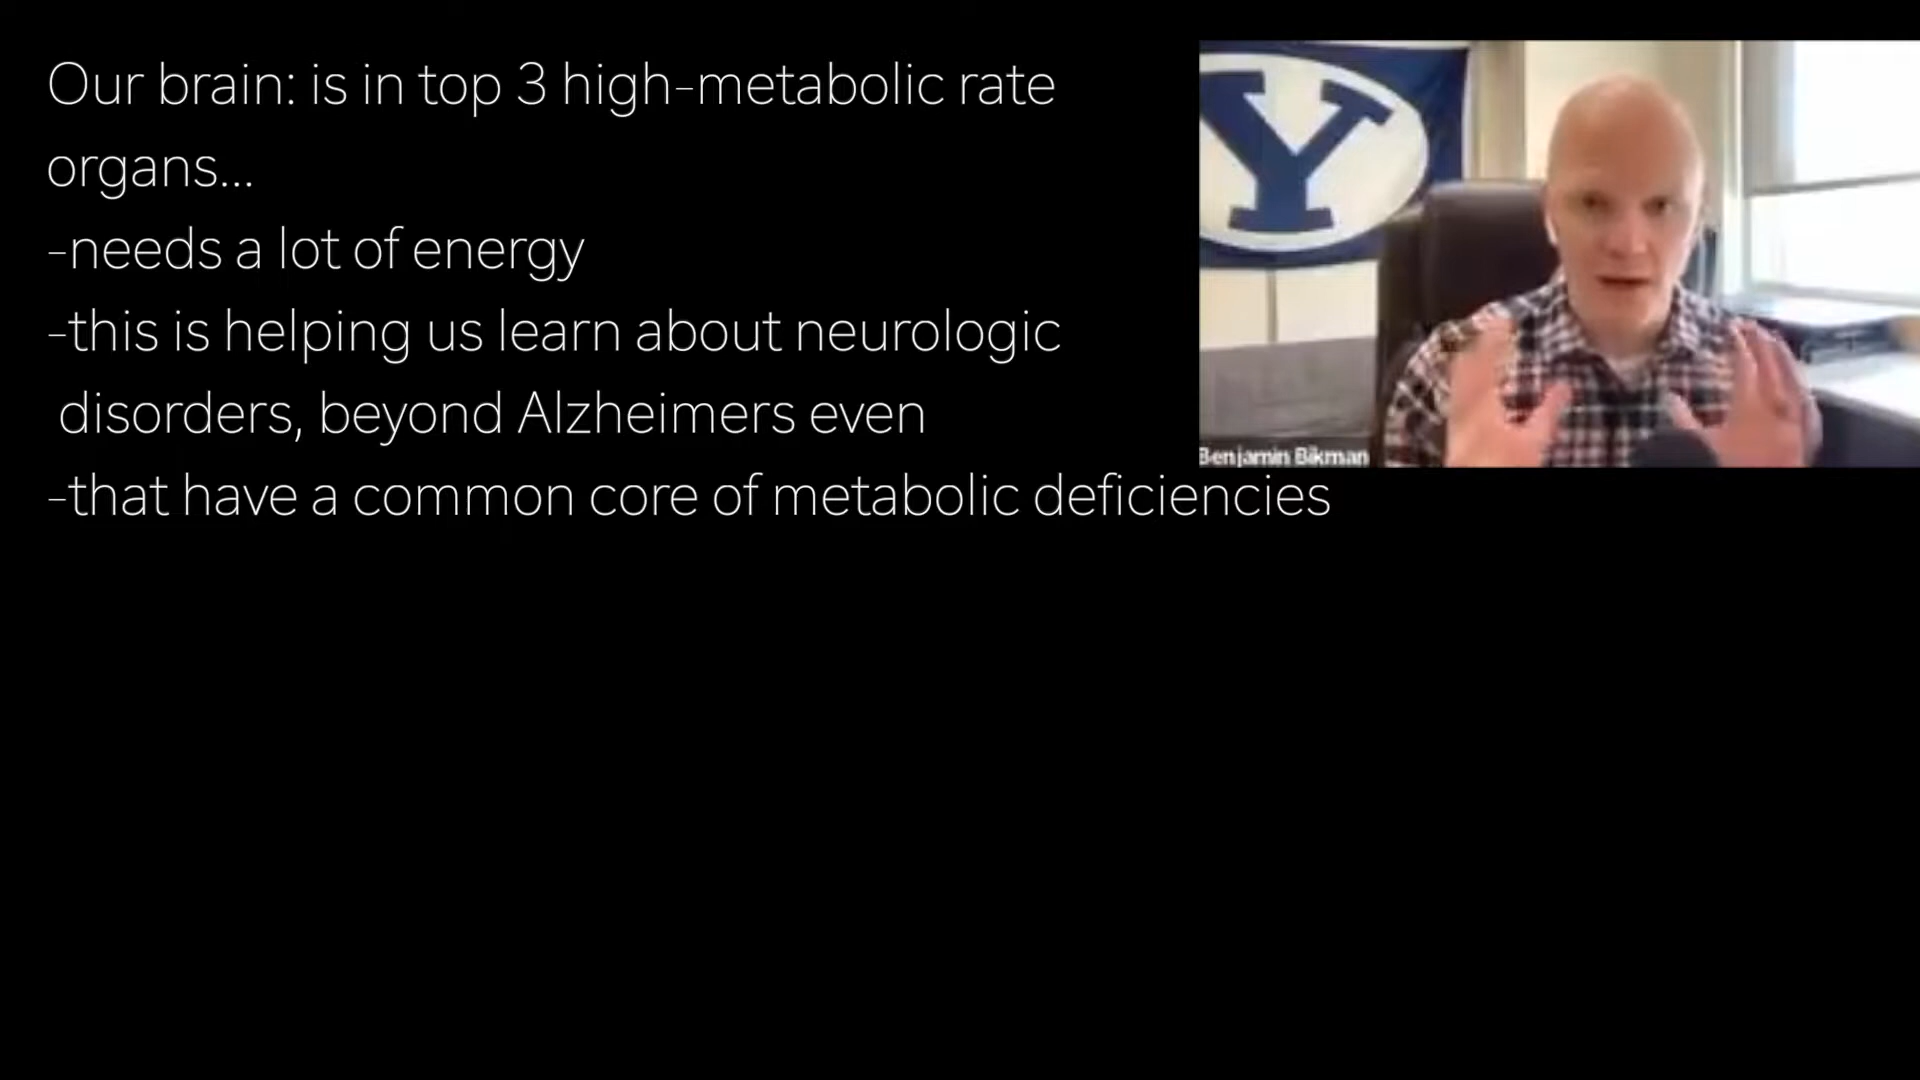 Our brain: is in top 3 high-metabolic rate
organs...
-needs a lot of energy
-this is helping us learn about neurologic
disorders, beyond Alzheimers even
-that have a common core of metabolic deficiencies
Y
Benjamin Bikman